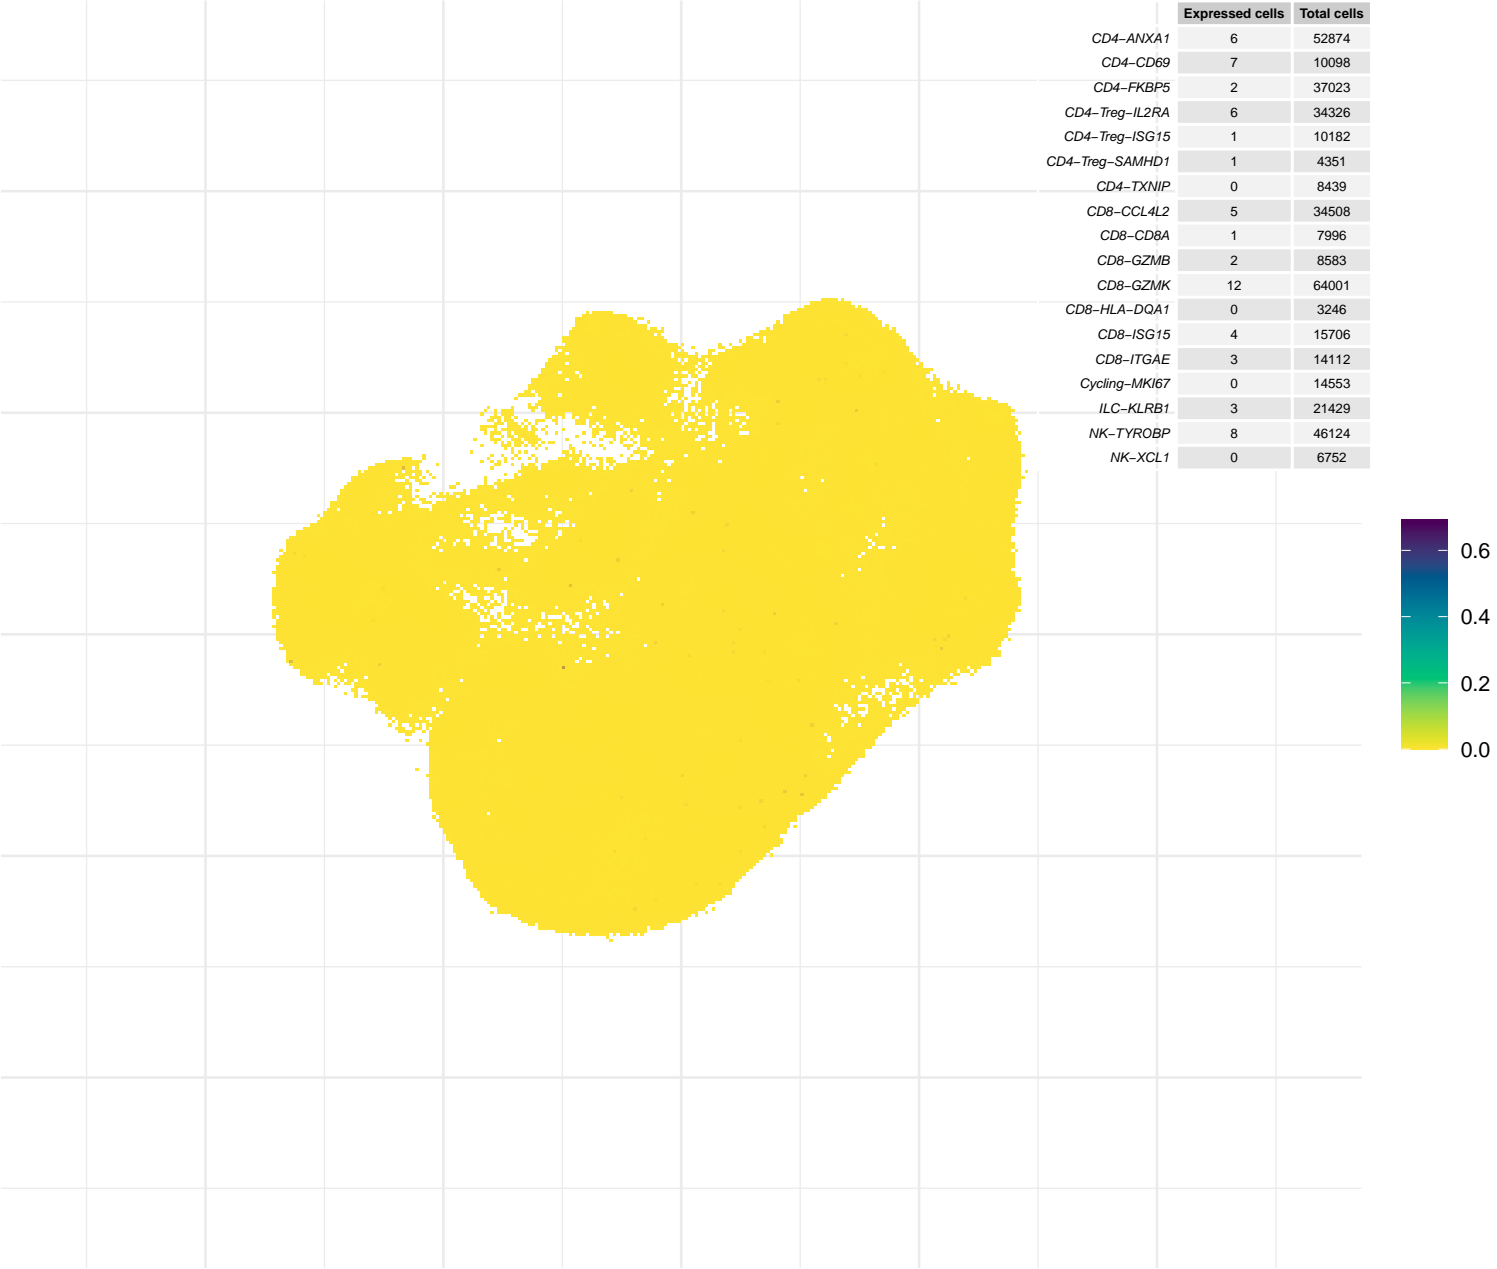 Expressed cells Total cells
CD4−ANXA1 6 52874
CD4−CD69 7 10098
CD4−FKBP5 2 37023
CD4−Treg−IL2RA 6 34326
CD4−Treg−ISG15 1 10182
CD4−Treg−SAMHD1 1 4351
CD4−TXNIP 0 8439
CD8−CCL4L2 5 34508
CD8−CD8A 1 7996
CD8−GZMB 2 8583
CD8−GZMK 12 64001
CD8−HLA−DQA1 0 3246
CD8−ISG15 4 15706
CD8−ITGAE 3 14112
Cycling−MKI67 0 14553
ILC−KLRB1 3 21429
NK−TYROBP 8 46124
NK−XCL1 0 6752
0.6
0.4
0.2
0.0